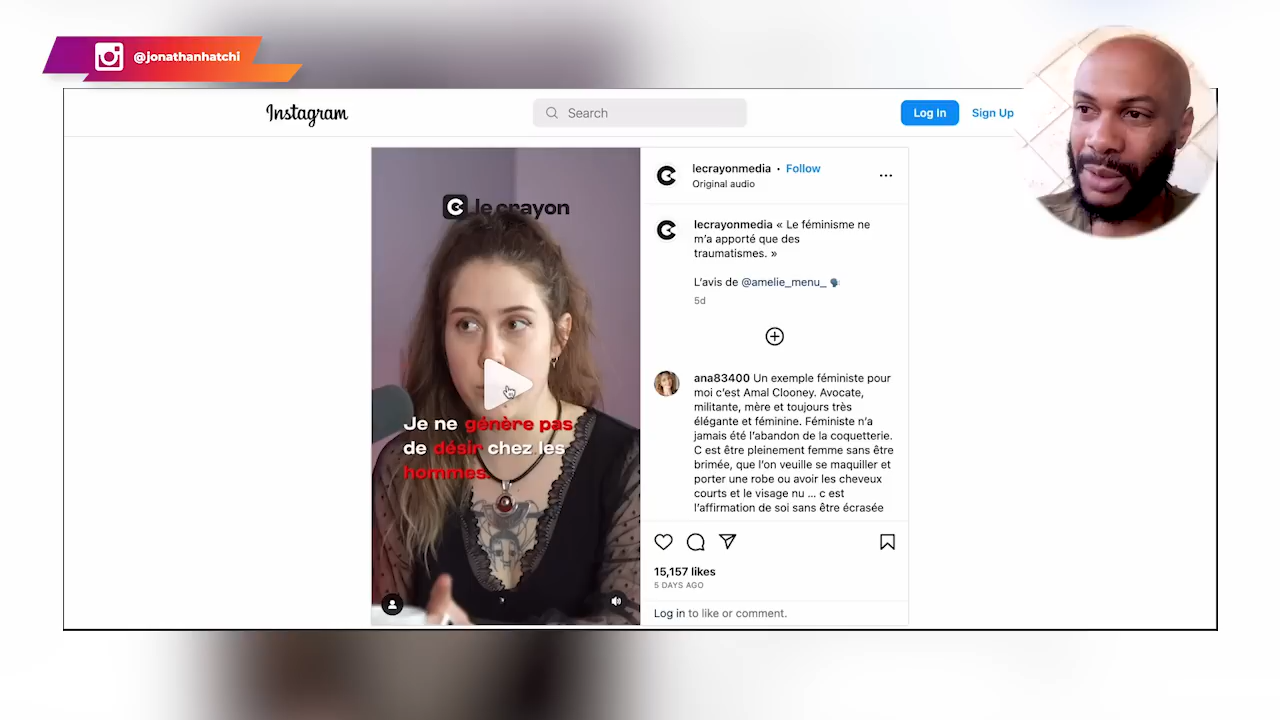 @jonathanhatchi
Instagram
Search
Log In
Sign Up
le crayon
Je ne génère pas
de désir chez les
hommes.
lecrayonmedia • Follow
Original audio
lecrayonmedia « Le féminisme ne
m'a apporté que des
traumatismes. »
L'avis de @amelie_menu_ 🗣
5d
ana83400 Un exemple féministe pour
moi c'est Amal Clooney. Avocate,
militante, mère et toujours très
élégante et féminine. Féministe n'a
jamais été l'abandon de la coquetterie.
C est être pleinement femme sans être
brimée, que l'on veuille se maquiller et
porter une robe ou avoir les cheveux
courts et le visage nu ... c est
l'affirmation de soi sans être écrasée
15,157 likes
5 DAYS AGO
Log in to like or comment.